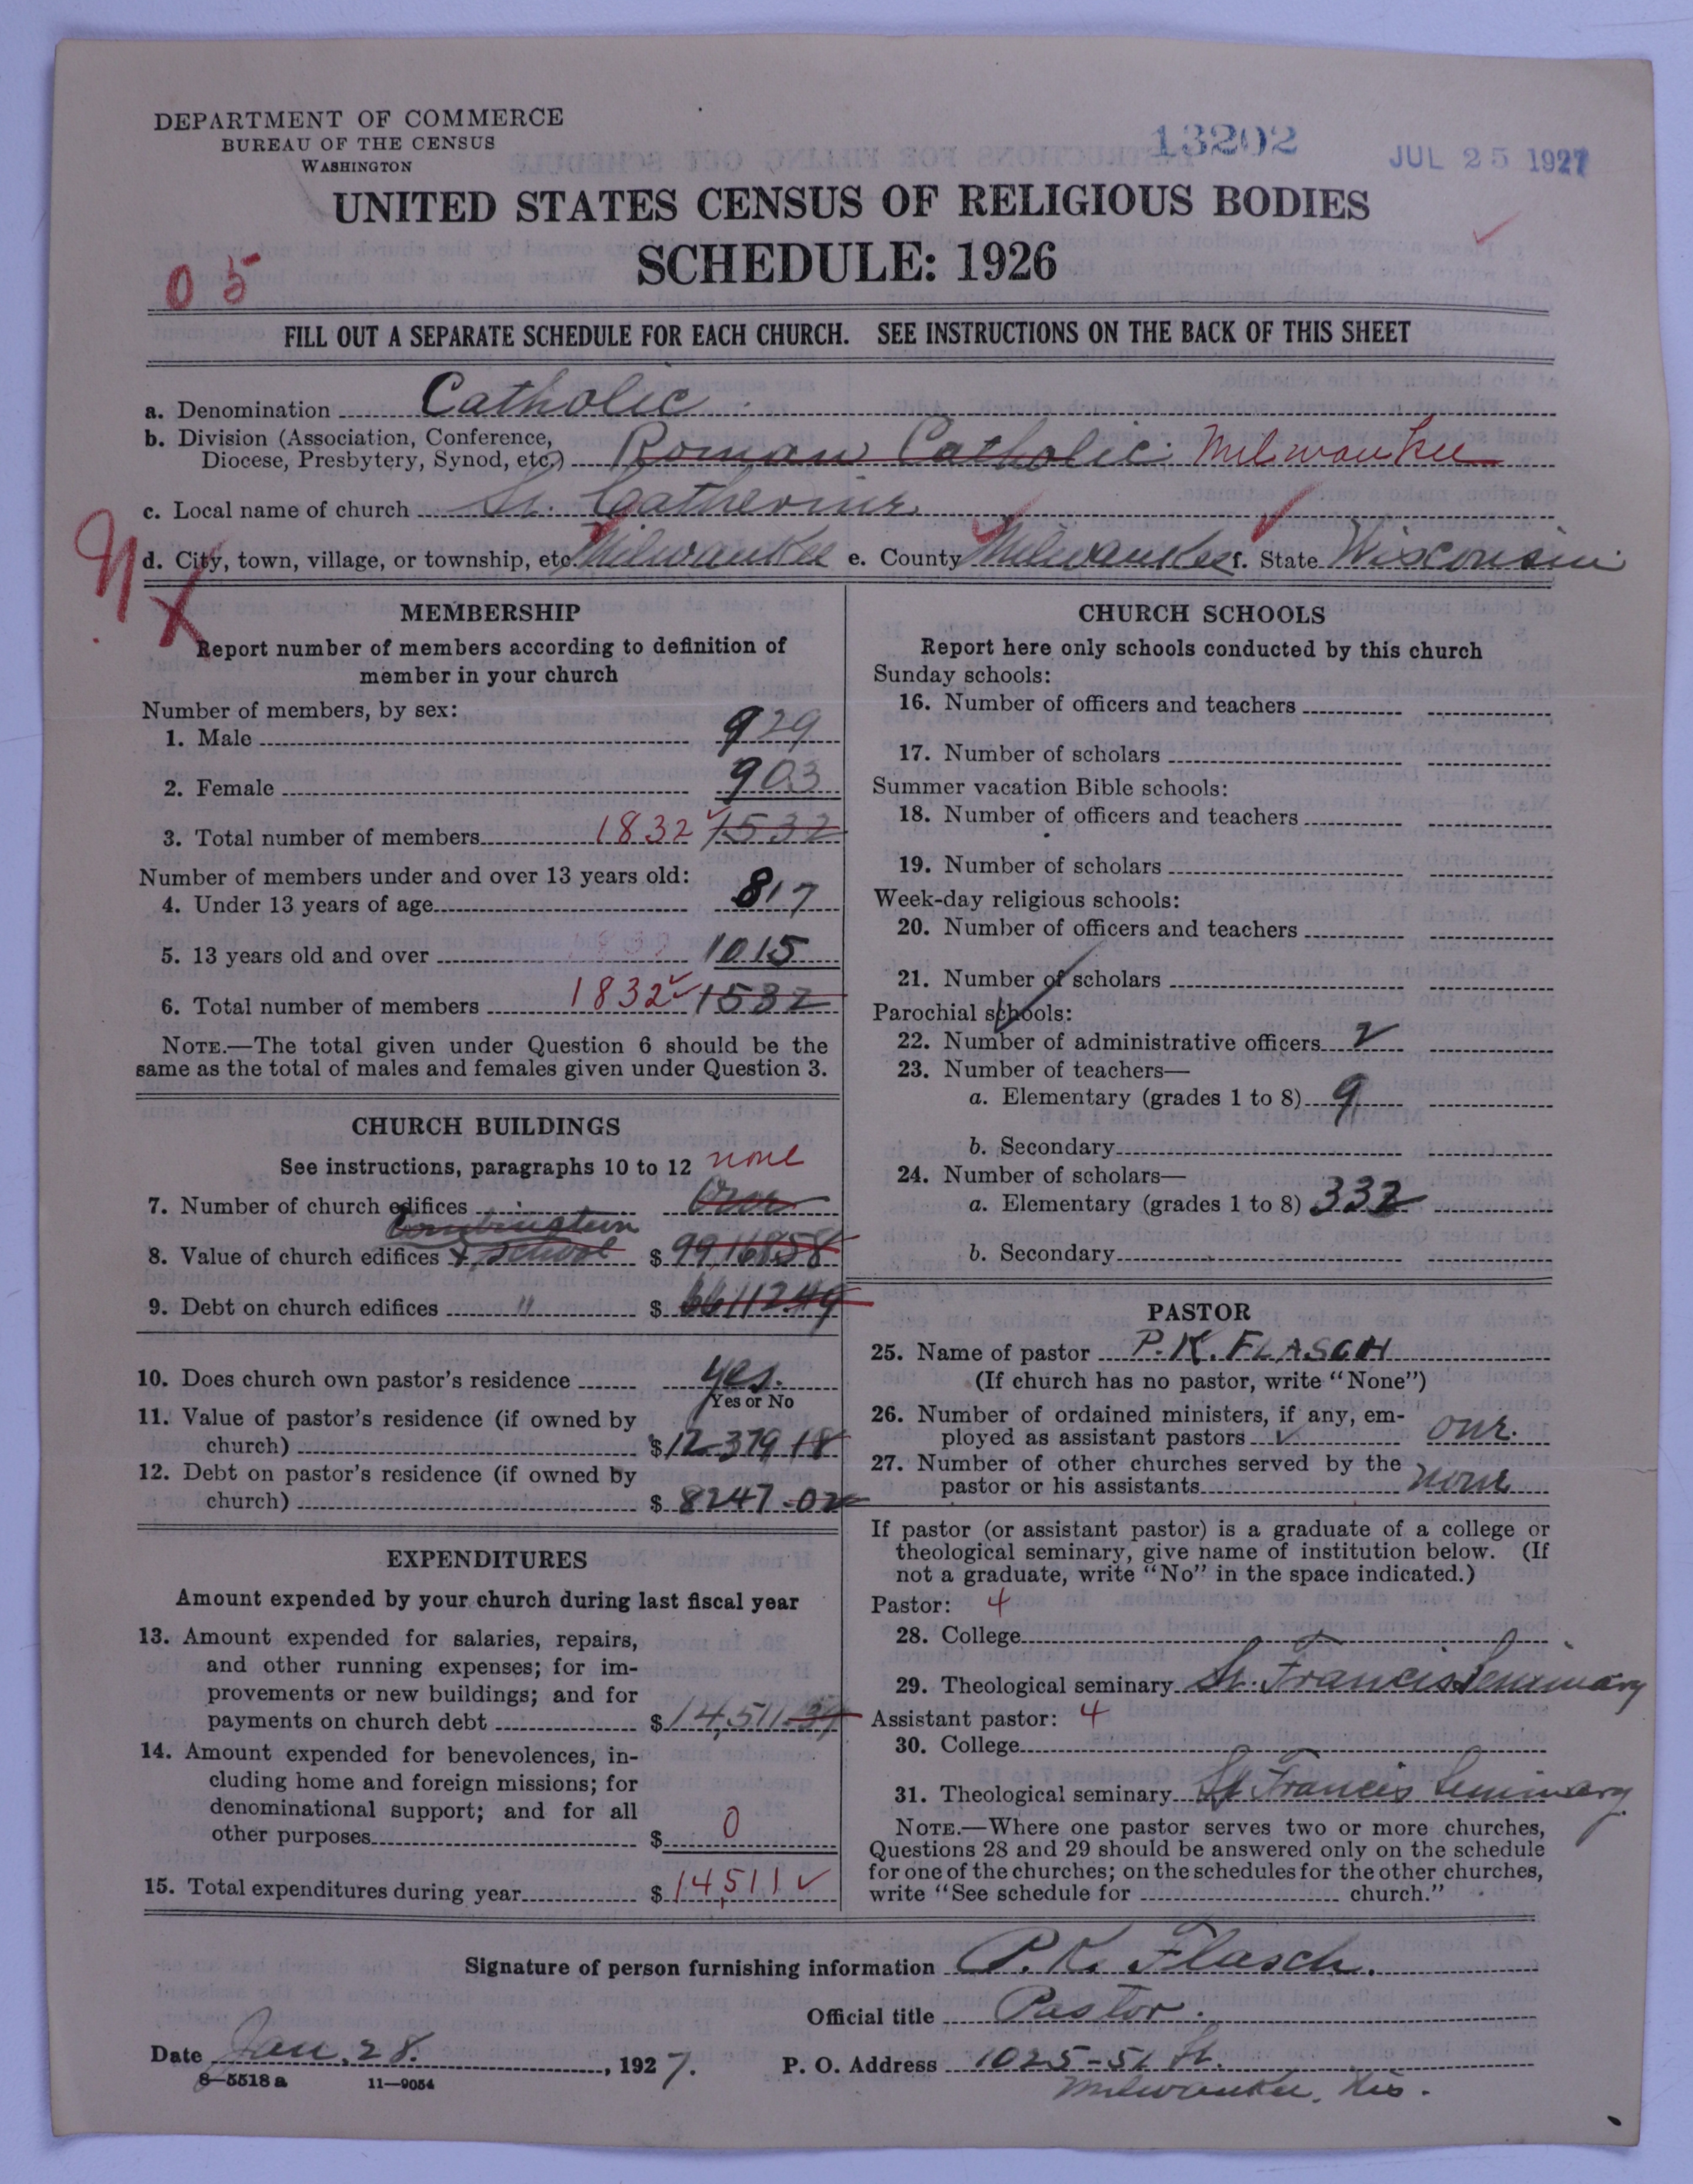 DEPARTMENT OF COMMERCE
BUREAU OF THE CENSUS
WASHINGTON
13202
JUL 25 1927
UNITED STATES CENSUS OF RELIGIOUS BODIES
SCHEDULE: 1926
05
FILL OUT A SEPARATE SCHEDULE FOR EACH CHURCH. SEE INSTRUCTIONS ON THE BACK OF THIS SHEET
a. Denomination Catholic
b. Division (Association, Conference, Diocese, Presbytery, Synod, etc.) Roman Catholic Milwaukee
c. Local name of church St. Catherine
d. City, town, village, or township, etc. Milwaukee e. County Milwaukee f. State Wisconsin
MEMBERSHIP
Report number of members according to definition of
member in your church
Number of members, by sex:
1. Male 929
2. Female 903
3. Total number of members 1832 1532
Number of members under and over 13 years old:
4. Under 13 years of age 817
5. 13 years old and over 1015
6. Total number of members 1832 1532
NOTE.—The total given under Question 6 should be the
same as the total of males and females given under Question 3.
CHURCH BUILDINGS
See instructions, paragraphs 10 to 12 none
7. Number of church edifices One
Combination
8. Value of church edifices & School $ 99,168.58
9. Debt on church edifices " $ 66112.49
10. Does church own pastor's residence yes.
Yes or No
11. Value of pastor's residence (if owned by
church) $ 12379.18
12. Debt on pastor's residence (if owned by
church) $ 8247.02
EXPENDITURES
Amount expended by your church during last fiscal year
13. Amount expended for salaries, repairs,
and other running expenses; for im-
provements or new buildings; and for
payments on church debt $ 14,511.39
14. Amount expended for benevolences, in-
cluding home and foreign missions; for
denominational support; and for all
other purposes $ 0
15. Total expenditures during year $ 14,511
CHURCH SCHOOLS
Report here only schools conducted by this church
Sunday schools:
16. Number of officers and teachers
17. Number of scholars
Summer vacation Bible schools:
18. Number of officers and teachers
19. Number of scholars
Week-day religious schools:
20. Number of officers and teachers
21. Number of scholars
Parochial schools:
22. Number of administrative officers 2
23. Number of teachers—
a. Elementary (grades 1 to 8) 9
b. Secondary
24. Number of scholars—
a. Elementary (grades 1 to 8) 332
b. Secondary
PASTOR
25. Name of pastor P. K. FLASCH
(If church has no pastor, write "None")
26. Number of ordained ministers, if any, em-
ployed as assistant pastors one.
27. Number of other churches served by the
pastor or his assistants none
If pastor (or assistant pastor) is a graduate of a college or
theological seminary, give name of institution below. (If
not a graduate, write "No" in the space indicated.)
Pastor: 4
28. College
29. Theological seminary St. Francis Seminary
Assistant pastor: 4
30. College
31. Theological seminary St Francis Seminary
NOTE.—Where one pastor serves two or more churches,
Questions 28 and 29 should be answered only on the schedule
for one of the churches; on the schedules for the other churches,
write "See schedule for church."
Signature of person furnishing information P. K. Flasch.
Official title Pastor.
Date Jan. 28., 1927. P. O. Address 1025-51 St.
Milwaukee, Wis.
8-5518 a 11-9054